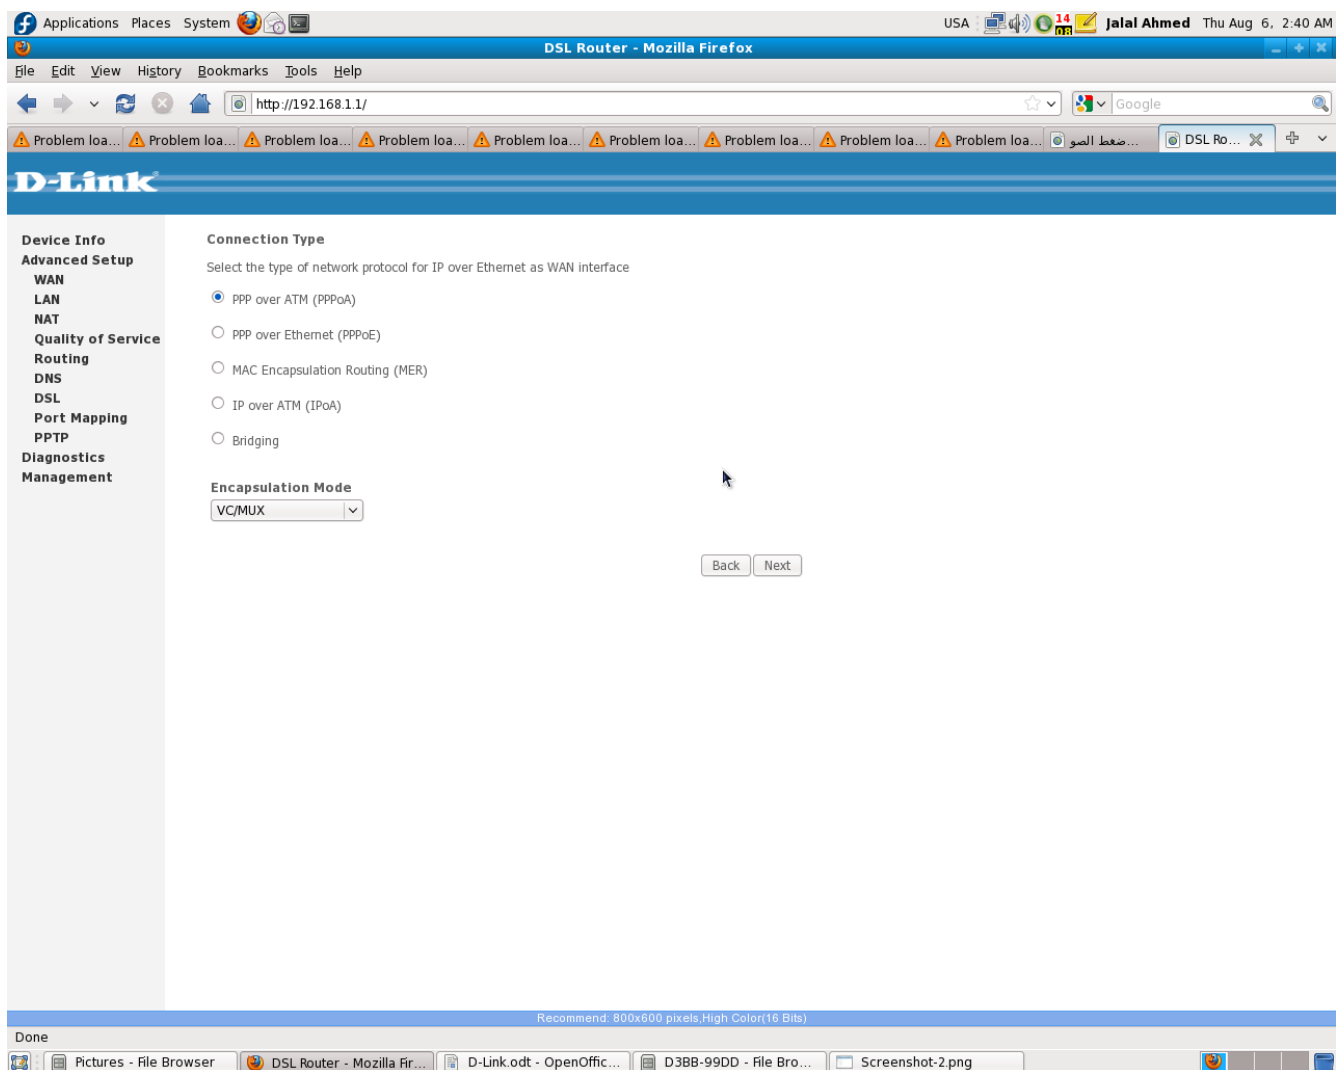 Applications Places System USA 14 08 Jalal Ahmed Thu Aug 6, 2:40 AM
DSL Router - Mozilla Firefox
File Edit View History Bookmarks Tools Help
http://192.168.1.1/ Google
Problem loa... Problem loa... Problem loa... Problem loa... Problem loa... Problem loa... Problem loa... Problem loa... Problem loa... ضغط الصو... DSL Ro...
D-Link
Device Info
Advanced Setup
WAN
LAN
NAT
Quality of Service
Routing
DNS
DSL
Port Mapping
PPTP
Diagnostics
Management
Connection Type
Select the type of network protocol for IP over Ethernet as WAN interface
PPP over ATM (PPPoA)
PPP over Ethernet (PPPoE)
MAC Encapsulation Routing (MER)
IP over ATM (IPoA)
Bridging
Encapsulation Mode
VC/MUX
Back Next
Recommend: 800x600 pixels,High Color(16 Bits)
Done
Pictures - File Browser DSL Router - Mozilla Fir... D-Link.odt - OpenOffic... D3BB-99DD - File Bro... Screenshot-2.png